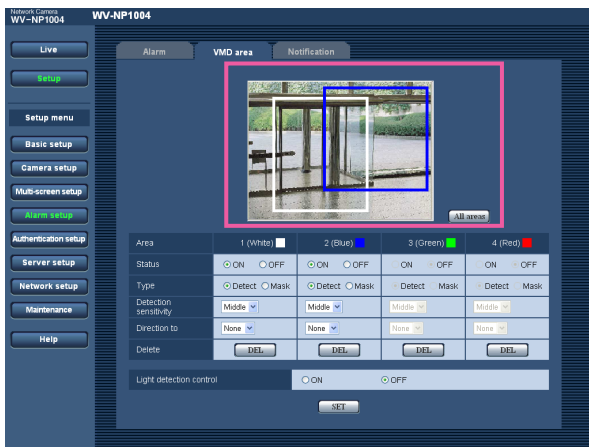 Network Camera
WV-NP1004
WV-NP1004
Live
Setup
Setup menu
Basic setup
Camera setup
Multi-screen setup
Alarm setup
Authentication setup
Server setup
Network setup
Maintenance
Help
Alarm
VMD area
Notification
All areas
Area 1 (White) 2 (Blue) 3 (Green) 4 (Red)
Status ON OFF ON OFF ON OFF ON OFF
Type Detect Mask Detect Mask Detect Mask Detect Mask
Detection
sensitivity Middle Middle Middle Middle
Direction to None None None None
Delete DEL DEL DEL DEL
Light detection control ON OFF
SET